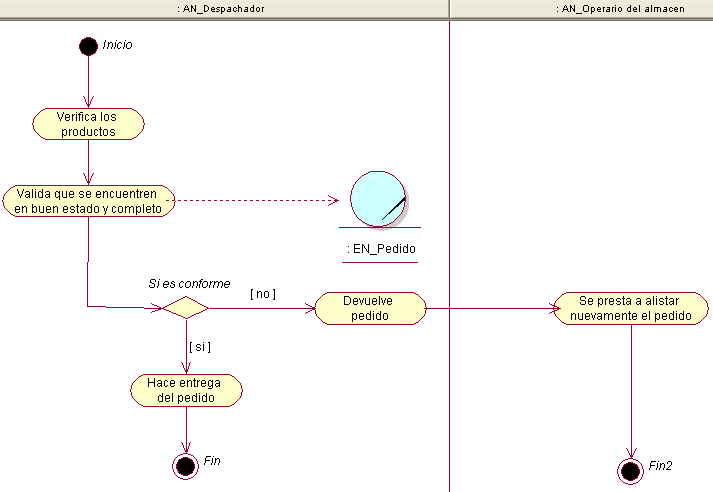 : AN_Despachador
: AN_Operario del almacen
Inicio
Verifica los
productos
Valida que se encuentren
en buen estado y completo
: EN_Pedido
Si es conforme
[ no ]
Devuelve
pedido
Se presta a alistar
nuevamente el pedido
[ si ]
Hace entrega
del pedido
Fin
Fin2